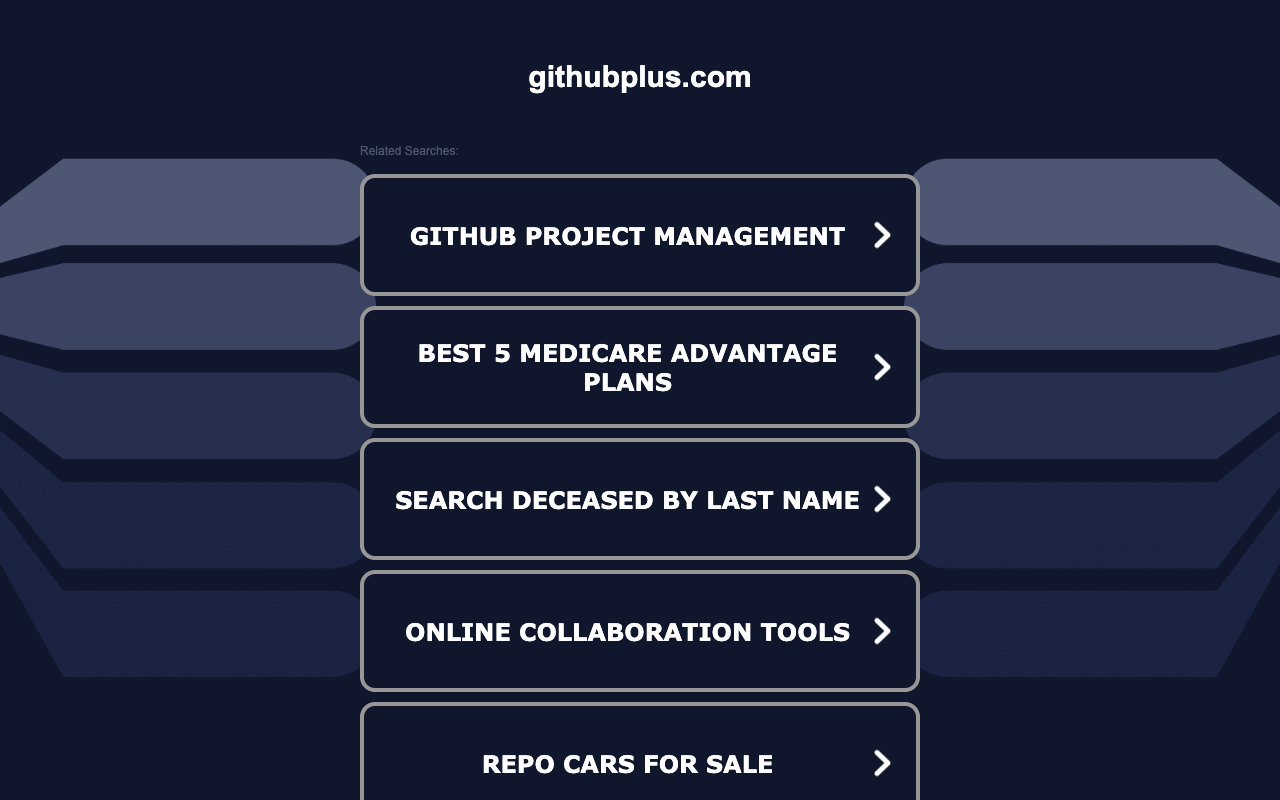 githubplus.com
Related Searches:
GITHUB PROJECT MANAGEMENT
BEST 5 MEDICARE ADVANTAGE
PLANS
SEARCH DECEASED BY LAST NAME
ONLINE COLLABORATION TOOLS
REPO CARS FOR SALE